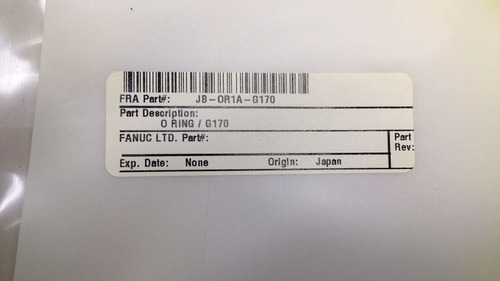 FRA Part#: JB-OR1A-G170
Part Description:
O RING / G170
FANUC LTD. Part#:
Part Rev:
Exp. Date: None Origin: Japan